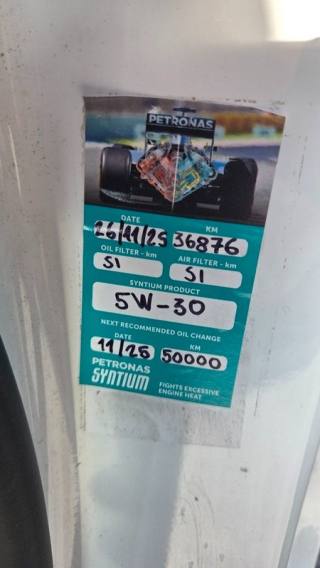 PETRONAS
DATE KM
26/11/25 36876
OIL FILTER - km AIR FILTER - km
SI SI
SYNTIUM PRODUCT
5W-30
NEXT RECOMMENDED OIL CHANGE
DATE KM
11/26 50000
PETRONAS
SYNTIUM
FIGHTS EXCESSIVE
ENGINE HEAT